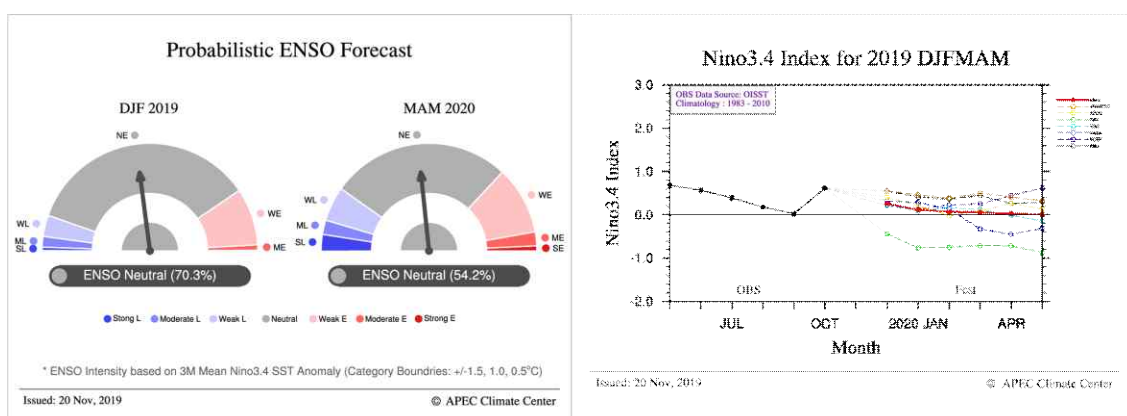 Probabilistic ENSO Forecast
DJF 2019
MAM 2020
NE
NE
WL
ML
SL
WE
ME
WL
ML
SL
WE
ME
SE
ENSO Neutral (70.3%)
ENSO Neutral (54.2%)
Stong L
Moderate L
Weak L
Neutral
Weak E
Moderate E
Strong E
* ENSO Intensity based on 3M Mean Nino3.4 SST Anomaly (Category Boundries: +/-1.5, 1.0, 0.5°C)
Issued: 20 Nov, 2019
© APEC Climate Center
Nino3.4 Index for 2019 DJFMAM
OBS Data Source: OISST
Climatology : 1983 - 2010
Nino3.4 Index
3.0
2.0
1.0
0.0
-1.0
-2.0
OBS
Fcst
JUL
OCT
2020 JAN
APR
Month
Issued: 20 Nov, 2019
© APEC Climate Center